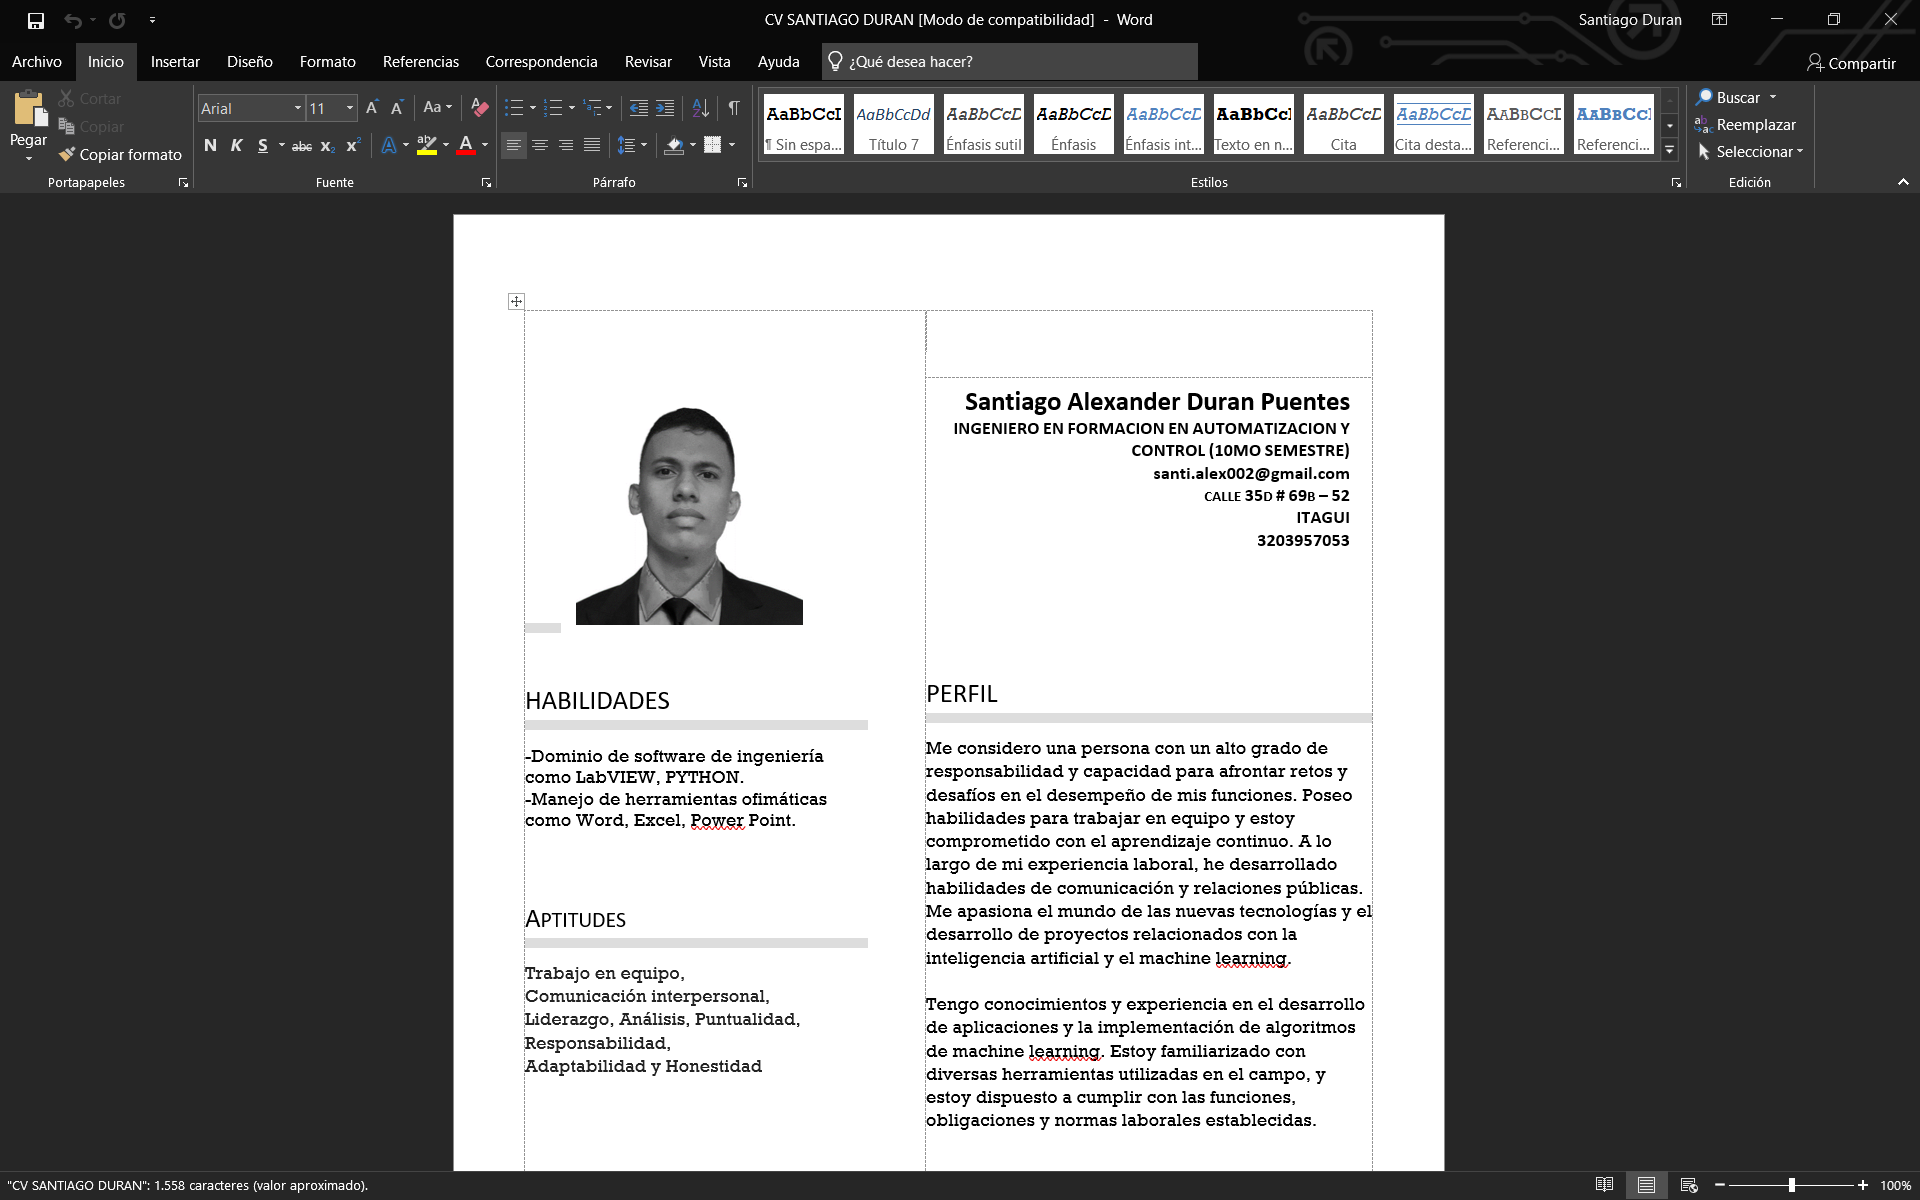 CV SANTIAGO DURAN [Modo de compatibilidad] - Word
Santiago Duran
Archivo Inicio Insertar Diseño Formato Referencias Correspondencia Revisar Vista Ayuda ¿Qué desea hacer? Compartir
Pegar
Cortar
Copiar
Copiar formato
Portapapeles
Arial 11 Aa
N K S abc x₂ x² A ab A
Fuente
Párrafo
AaBbCcI AaBbCcDd AaBbCcD AaBbCcD AaBbCcD AaBbCcI AaBbCcD AaBbCcD AaBbCcI AaBbCcI
¶ Sin espa... Título 7 Énfasis sutil Énfasis Énfasis int... Texto en n... Cita Cita desta... Referenci... Referenci...
Estilos
Buscar
Reemplazar
Seleccionar
Edición
Santiago Alexander Duran Puentes
INGENIERO EN FORMACION EN AUTOMATIZACION Y
CONTROL (10MO SEMESTRE)
santi.alex002@gmail.com
CALLE 35D # 69B – 52
ITAGUI
3203957053
HABILIDADES
-Dominio de software de ingeniería
como LabVIEW, PYTHON.
-Manejo de herramientas ofimáticas
como Word, Excel, Power Point.
APTITUDES
Trabajo en equipo,
Comunicación interpersonal,
Liderazgo, Análisis, Puntualidad,
Responsabilidad,
Adaptabilidad y Honestidad
PERFIL
Me considero una persona con un alto grado de
responsabilidad y capacidad para afrontar retos y
desafíos en el desempeño de mis funciones. Poseo
habilidades para trabajar en equipo y estoy
comprometido con el aprendizaje continuo. A lo
largo de mi experiencia laboral, he desarrollado
habilidades de comunicación y relaciones públicas.
Me apasiona el mundo de las nuevas tecnologías y el
desarrollo de proyectos relacionados con la
inteligencia artificial y el machine learning.
Tengo conocimientos y experiencia en el desarrollo
de aplicaciones y la implementación de algoritmos
de machine learning. Estoy familiarizado con
diversas herramientas utilizadas en el campo, y
estoy dispuesto a cumplir con las funciones,
obligaciones y normas laborales establecidas.
"CV SANTIAGO DURAN": 1.558 caracteres (valor aproximado).
100%